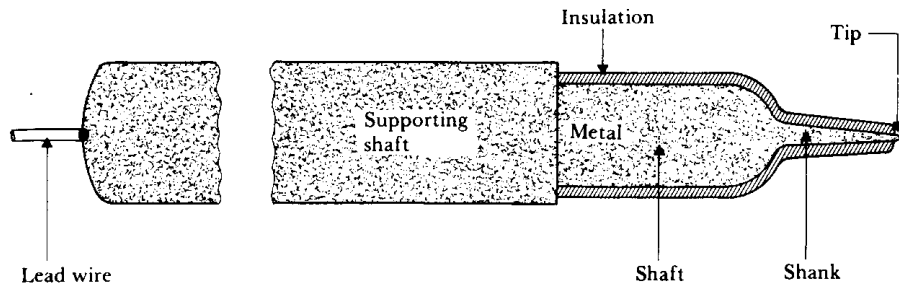 Insulation
Tip
Supporting
shaft
Metal
Lead wire
Shaft
Shank